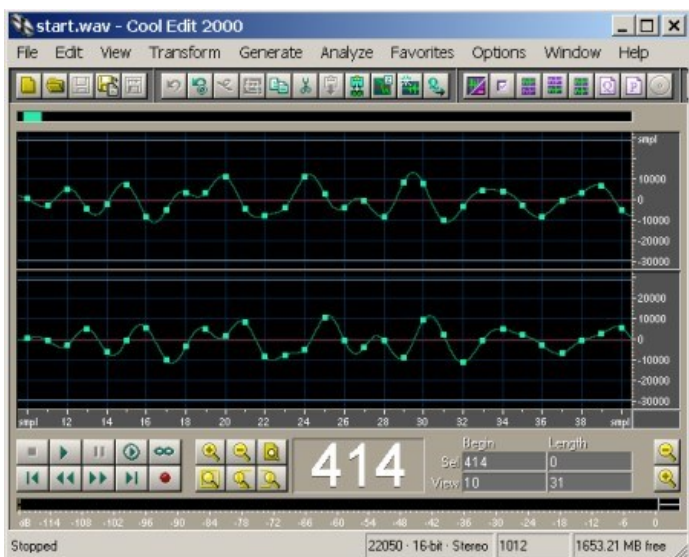 start.wav - Cool Edit 2000
File Edit View Transform Generate Analyze Favorites Options Window Help
smpl
10000
0
-10000
-20000
-30000
20000
10000
0
-10000
-20000
-30000
smpl 12 14 16 18 20 22 24 26 28 30 32 34 36 38 smpl
Begin Length
414
Sel 414 0
View 10 31
dB -114 -108 -102 -96 -90 -84 -78 -72 -66 -60 -54 -48 -42 -36 -30 -24 -18 -12 -6 0
Stopped 22050 · 16-bit · Stereo 1012 1653.21 MB free